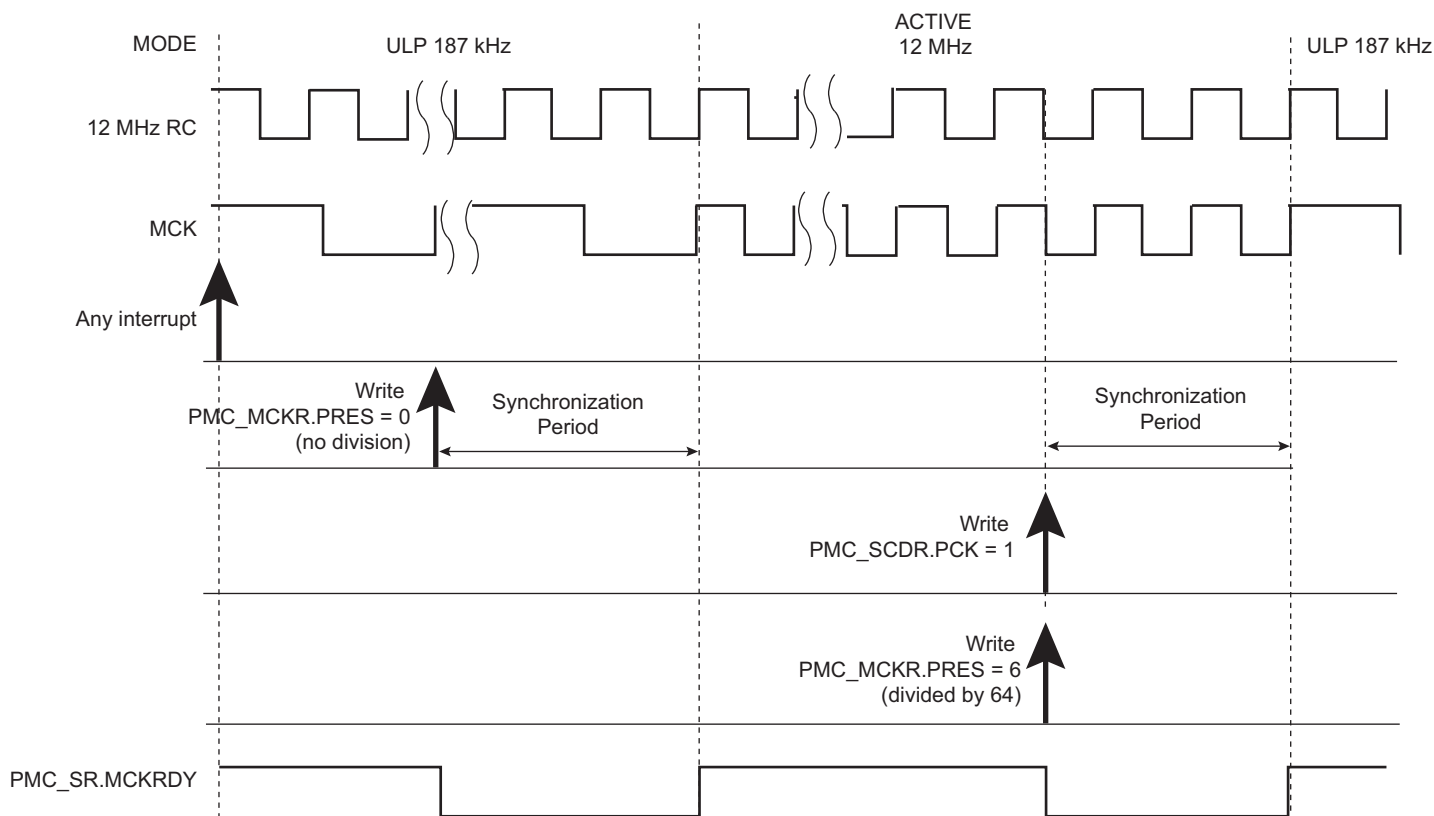 MODE
ULP 187 kHz
ACTIVE
12 MHz
ULP 187 kHz
12 MHz RC
MCK
Any interrupt
Write
PMC_MCKR.PRES = 0
(no division)
Synchronization
Period
Synchronization
Period
Write
PMC_SCDR.PCK = 1
Write
PMC_MCKR.PRES = 6
(divided by 64)
PMC_SR.MCKRDY